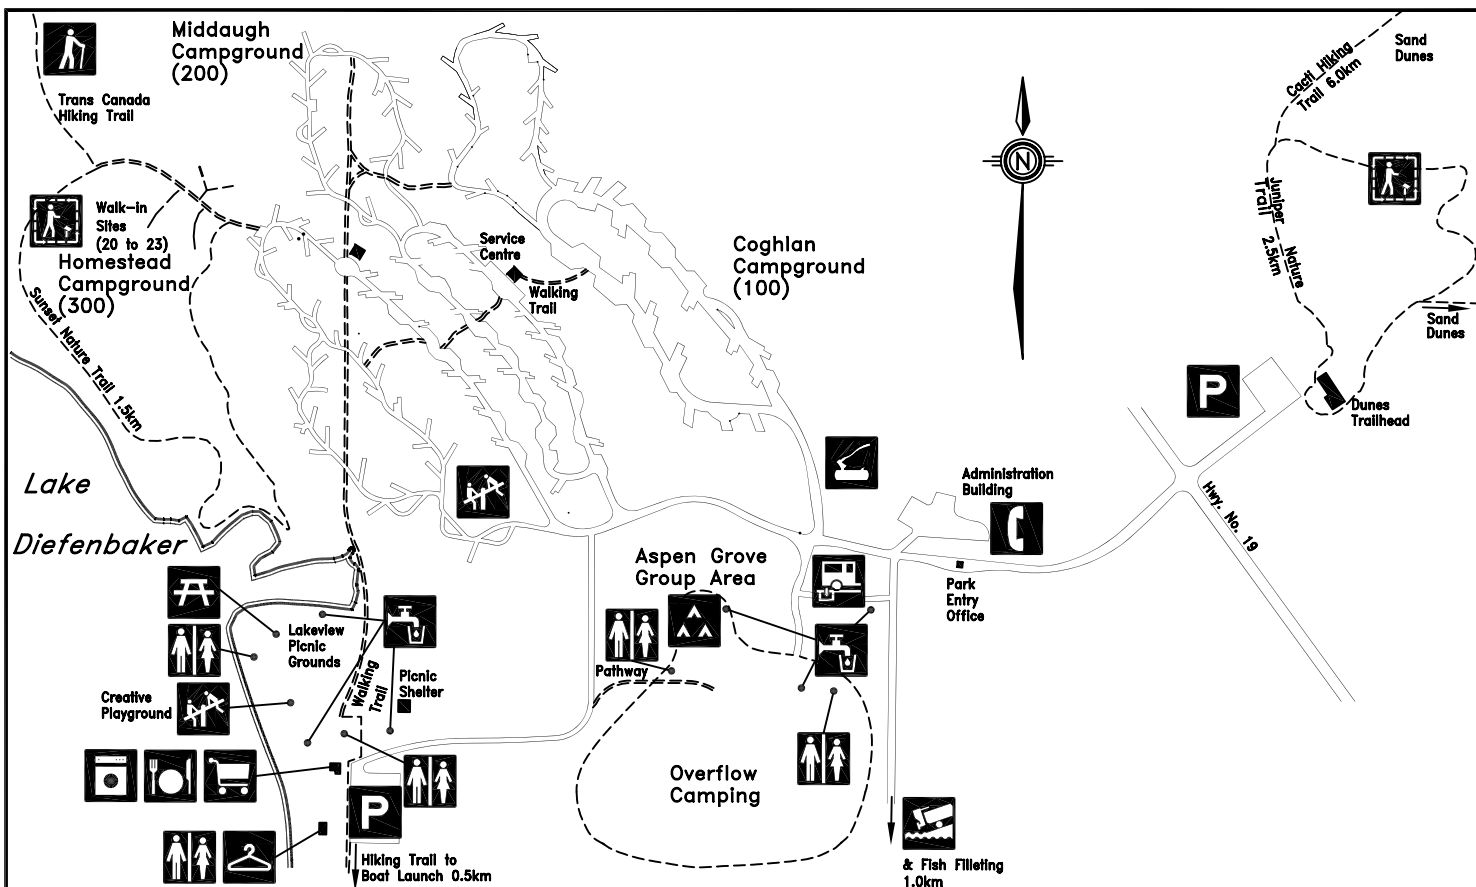 Middaugh
Campground
(200)
Trans Canada
Hiking Trail
Walk-in
Sites
(20 to 23)
Homestead
Campground
(300)
Sunset Nature Trail 1.5km
Service
Centre
Walking
Trail
Coghlan
Campground
(100)
N
Cacti Hiking
Trail 6.0km
Sand
Dunes
Juniper Nature
Trail 2.5km
Sand
Dunes
P
Dunes
Trailhead
Hwy. No. 19
Administration
Building
Park
Entry
Office
Lake
Diefenbaker
Aspen Grove
Group Area
Pathway
Lakeview
Picnic
Grounds
Walking
Trail
Picnic
Shelter
Creative
Playground
Overflow
Camping
P
Hiking Trail to
Boat Launch 0.5km
& Fish Filleting
1.0km